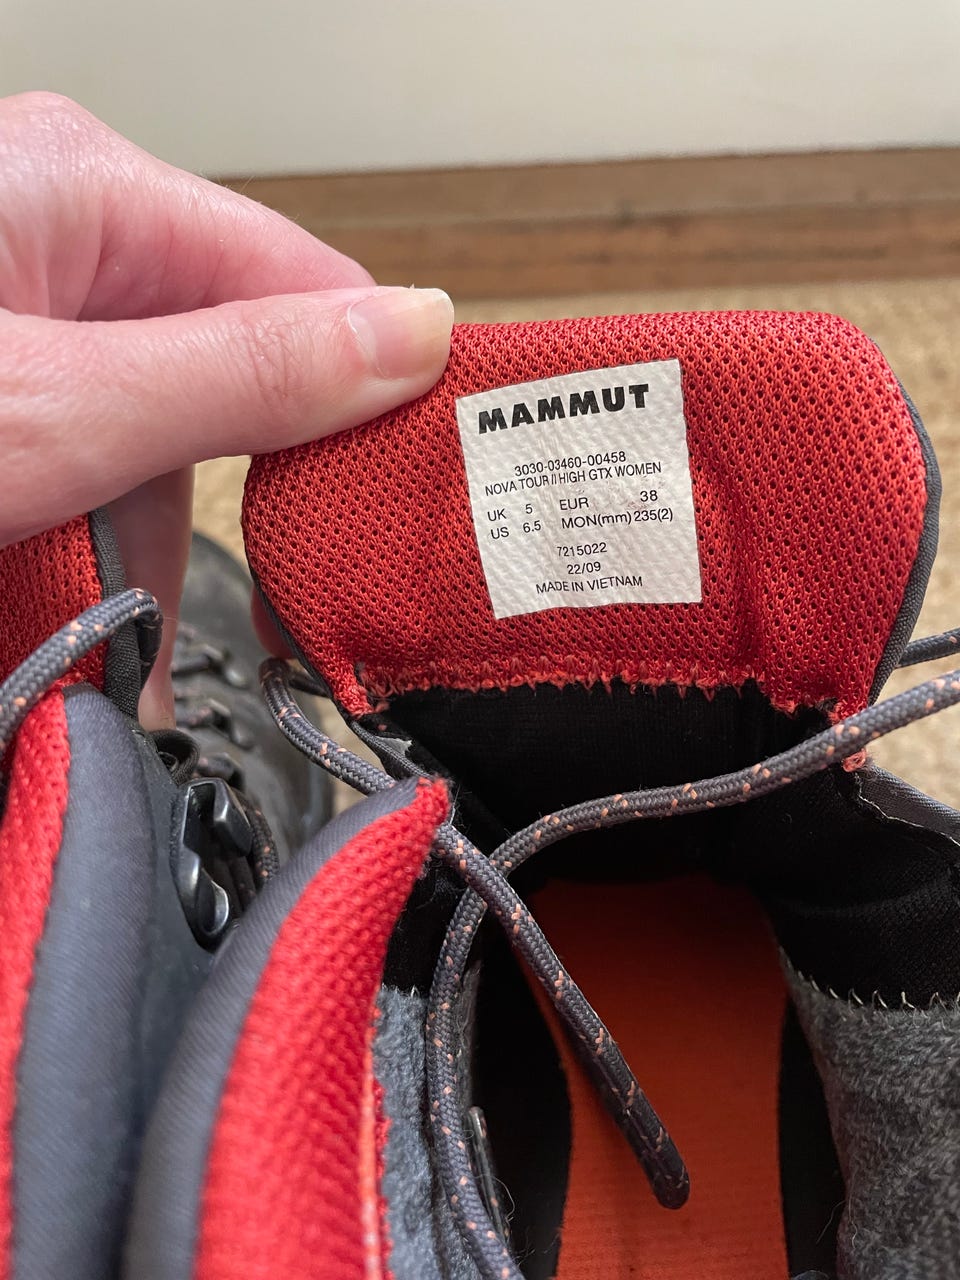 MAMMUT
3030-03460-00458
NOVA TOUR II HIGH GTX WOMEN
UK 5 EUR 38
US 6.5 MON(mm) 235(2)
7215022
22/09
MADE IN VIETNAM